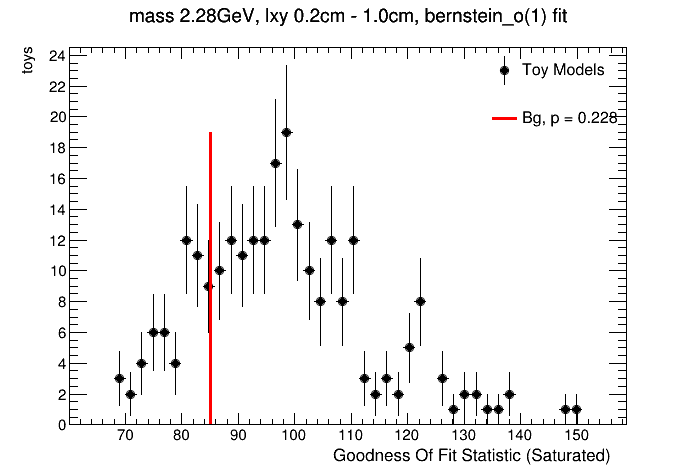 mass 2.28GeV, lxy 0.2cm - 1.0cm, bernstein_o(1) fit
toys
24
22
20
18
16
14
12
10
8
6
4
2
0
Toy Models
Bg, p = 0.228
70 80 90 100 110 120 130 140 150
Goodness Of Fit Statistic (Saturated)